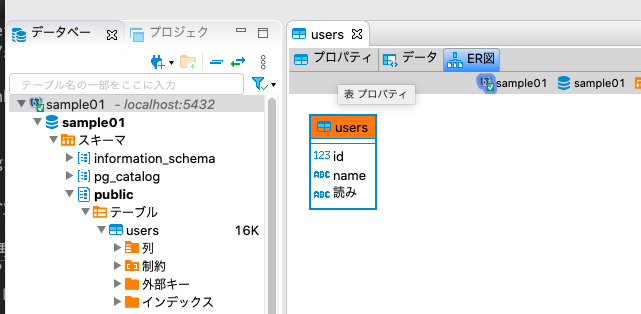 データベー
プロジェク
テーブル名の一部をここに入力
sample01 - localhost:5432
sample01
スキーマ
information_schema
pg_catalog
public
テーブル
users 16K
列
制約
外部キー
インデックス
users
プロパティ データ ER図
sample01 sample01
表 プロパティ
users
123 id
ABC name
ABC 読み